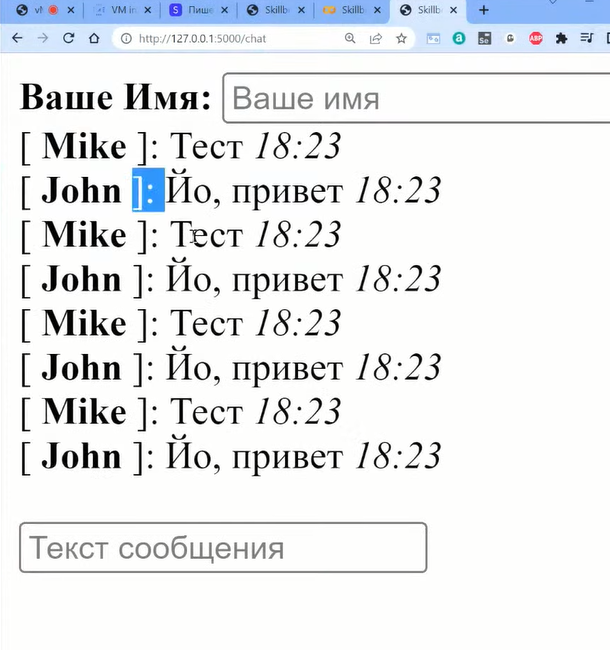 VM Пише Skillb Skillb Skillb
http://127.0.0.1:5000/chat
Ваше Имя: Ваше имя
[ Mike ]: Тест 18:23
[ John ]: Йо, привет 18:23
[ Mike ]: Тест 18:23
[ John ]: Йо, привет 18:23
[ Mike ]: Тест 18:23
[ John ]: Йо, привет 18:23
[ Mike ]: Тест 18:23
[ John ]: Йо, привет 18:23
Текст сообщения